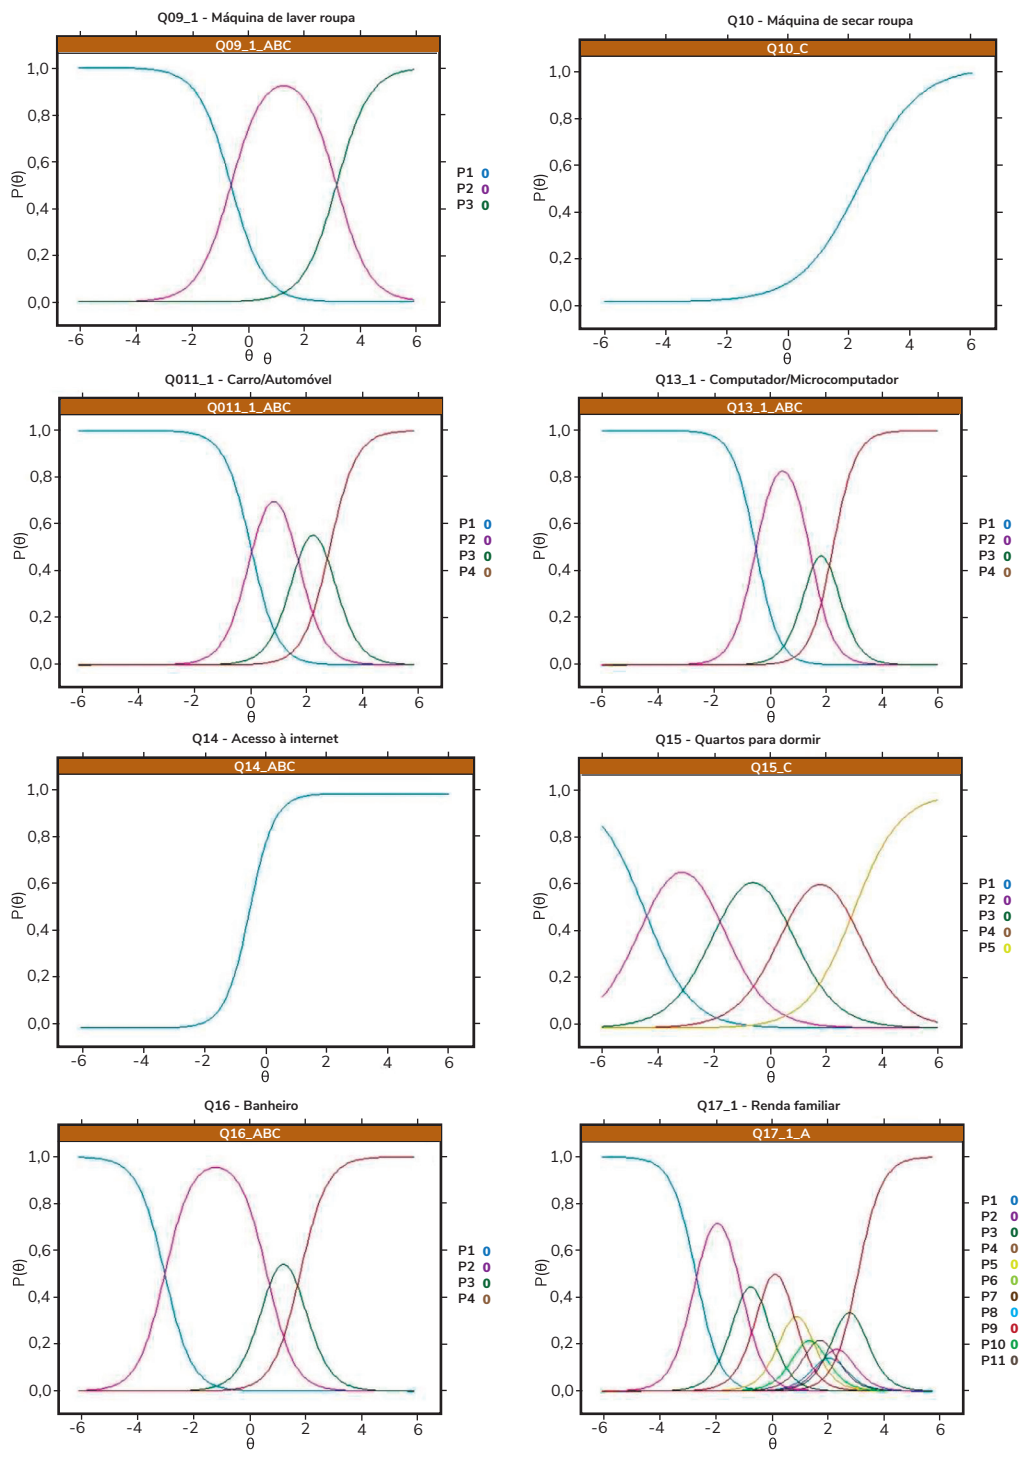 Q09_1 - Máquina de laver roupa
Q09_1_ABC
1,0
0,8
0,6
0,4
0,2
0,0
P(θ)
-6 -4 -2 0 2 4 6
θ θ
P1 0
P2 0
P3 0
Q10 - Máquina de secar roupa
Q10_C
1,0
0,8
0,6
0,4
0,2
0,0
P(θ)
-6 -4 -2 0 2 4 6
θ
Q011_1 - Carro/Automóvel
Q011_1_ABC
1,0
0,8
0,6
0,4
0,2
0,0
P(θ)
-6 -4 -2 0 2 4 6
θ
P1 0
P2 0
P3 0
P4 0
Q13_1 - Computador/Microcomputador
Q13_1_ABC
1,0
0,8
0,6
0,4
0,2
0,0
P(θ)
-6 -4 -2 0 2 4 6
θ
P1 0
P2 0
P3 0
P4 0
Q14 - Acesso à internet
Q14_ABC
1,0
0,8
0,6
0,4
0,2
0,0
P(θ)
-6 -4 -2 0 2 4 6
θ
Q15 - Quartos para dormir
Q15_C
1,0
0,8
0,6
0,4
0,2
0,0
P(θ)
-6 -4 -2 0 2 4 6
θ
P1 0
P2 0
P3 0
P4 0
P5 0
Q16 - Banheiro
Q16_ABC
1,0
0,8
0,6
0,4
0,2
0,0
P(θ)
-6 -4 -2 0 2 4 6
θ
P1 0
P2 0
P3 0
P4 0
Q17_1 - Renda familiar
Q17_1_A
1,0
0,8
0,6
0,4
0,2
0,0
P(θ)
-6 -4 -2 0 2 4 6
θ
P1 0
P2 0
P3 0
P4 0
P5 0
P6 0
P7 0
P8 0
P9 0
P10 0
P11 0